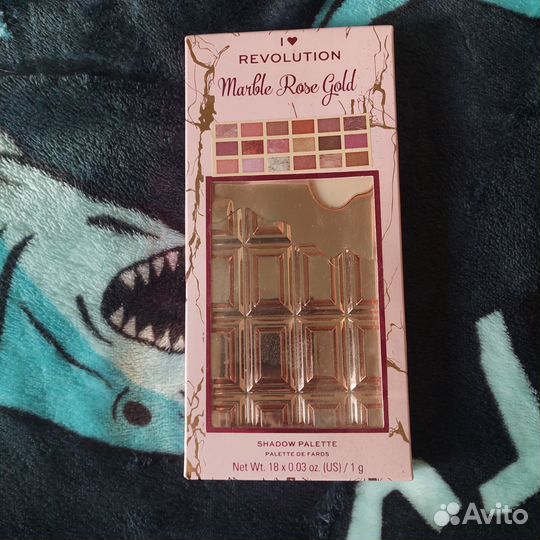 I ♥
REVOLUTION
Marble Rose Gold
SHADOW PALETTE
PALETTE DE FARDS
Net Wt. 18 x 0.03 oz. (US) / 1 g
Avito